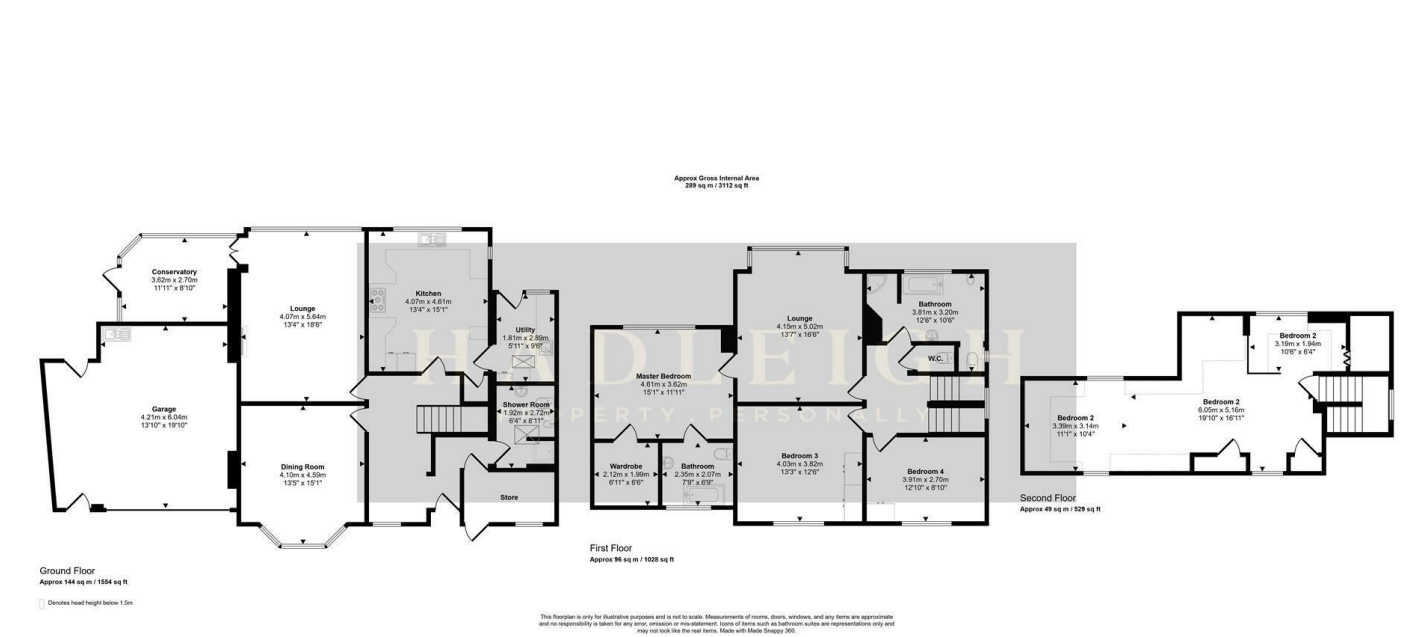 Approx Gross Internal Area
289 sq m / 3112 sq ft
Conservatory
3.62m x 2.70m
11'11" x 8'10"
Lounge
4.07m x 5.64m
13'4" x 18'6"
Kitchen
4.07m x 4.61m
13'4" x 15'1"
Utility
1.81m x 2.89m
5'11" x 9'6"
Shower Room
1.92m x 2.72m
6'4" x 8'11"
Garage
4.21m x 6.04m
13'10" x 19'10"
Dining Room
4.10m x 4.59m
13'5" x 15'1"
Store
Ground Floor
Approx 144 sq m / 1554 sq ft
Denotes head height below 1.5m
HADLEIGH
PROPERTY. PERSONALLY
Lounge
4.15m x 5.02m
13'7" x 16'6"
Bathroom
3.81m x 3.20m
12'6" x 10'6"
W.C.
Master Bedroom
4.61m x 3.62m
15'1" x 11'11"
Wardrobe
2.12m x 1.99m
6'11" x 6'6"
Bathroom
2.35m x 2.07m
7'9" x 6'9"
Bedroom 3
4.03m x 3.82m
13'3" x 12'6"
Bedroom 4
3.91m x 2.70m
12'10" x 8'10"
First Floor
Approx 96 sq m / 1028 sq ft
Bedroom 2
3.19m x 1.94m
10'6" x 6'4"
Bedroom 2
6.05m x 5.16m
19'10" x 16'11"
Bedroom 2
3.39m x 3.14m
11'1" x 10'4"
Second Floor
Approx 49 sq m / 529 sq ft
This floorplan is only for illustrative purposes and is not to scale. Measurements of rooms, doors, windows, and any items are approximate
and no responsibility is taken for any error, omission or mis-statement. Icons of items such as bathroom suites are representations only and
may not look like the real items. Made with Made Snappy 360.